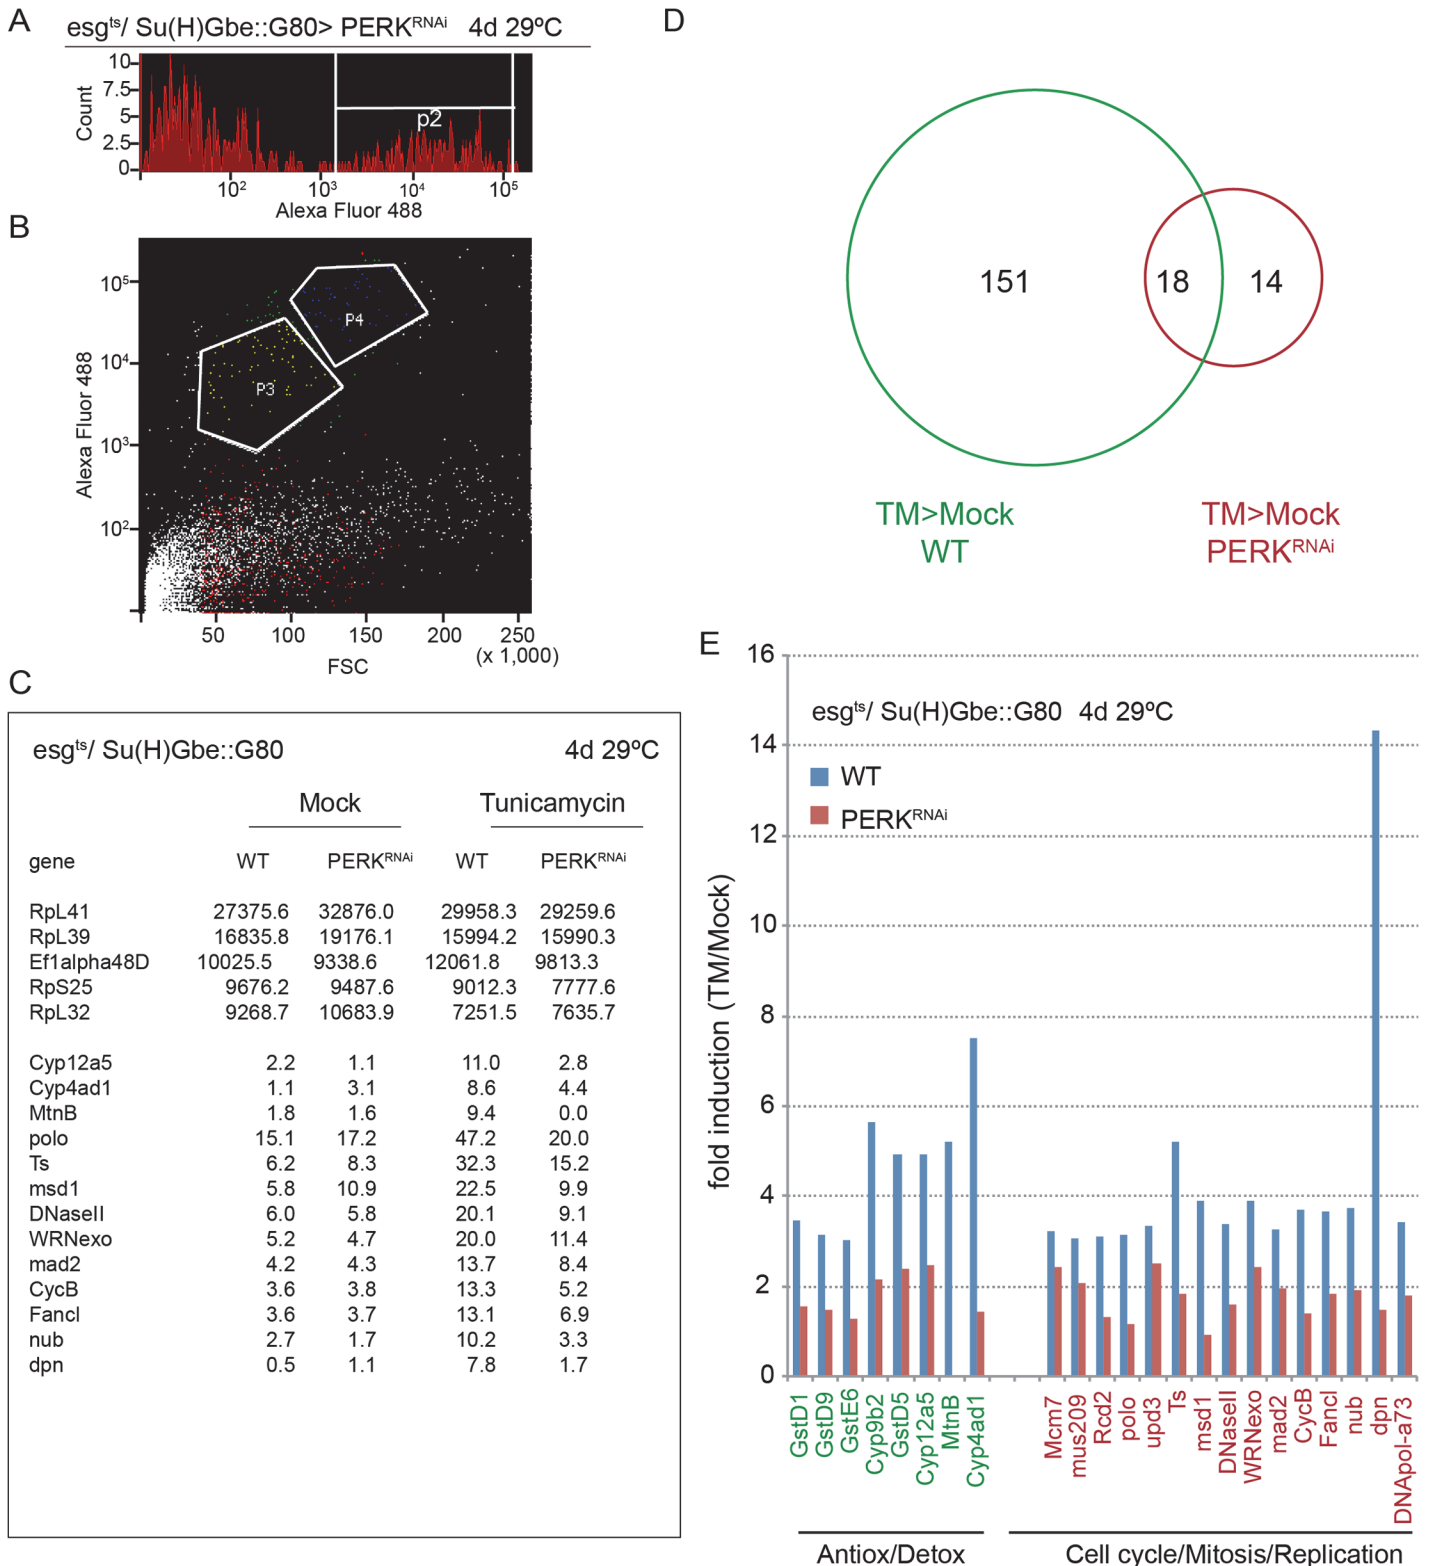 A
esgts/ Su(H)Gbe::G80> PERKRNAi 4d 29ºC
Count
10
7.5
5
2.5
0
p2
10² 10³ 10⁴ 10⁵
Alexa Fluor 488
B
Alexa Fluor 488
10⁵
10⁴
10³
10²
P4
P3
50 100 150 200 250
FSC (x 1,000)
C
esgts/ Su(H)Gbe::G80 4d 29ºC
Mock Tunicamycin
gene WT PERKRNAi WT PERKRNAi
RpL41 27375.6 32876.0 29958.3 29259.6
RpL39 16835.8 19176.1 15994.2 15990.3
Ef1alpha48D 10025.5 9338.6 12061.8 9813.3
RpS25 9676.2 9487.6 9012.3 7777.6
RpL32 9268.7 10683.9 7251.5 7635.7
Cyp12a5 2.2 1.1 11.0 2.8
Cyp4ad1 1.1 3.1 8.6 4.4
MtnB 1.8 1.6 9.4 0.0
polo 15.1 17.2 47.2 20.0
Ts 6.2 8.3 32.3 15.2
msd1 5.8 10.9 22.5 9.9
DNaseII 6.0 5.8 20.1 9.1
WRNexo 5.2 4.7 20.0 11.4
mad2 4.2 4.3 13.7 8.4
CycB 3.6 3.8 13.3 5.2
Fancl 3.6 3.7 13.1 6.9
nub 2.7 1.7 10.2 3.3
dpn 0.5 1.1 7.8 1.7
D
151 18 14
TM>Mock
WT
TM>Mock
PERKRNAi
E
fold induction (TM/Mock)
16
14
12
10
8
6
4
2
0
esgts/ Su(H)Gbe::G80 4d 29ºC
WT
PERKRNAi
GstD1
GstD9
GstE6
Cyp9b2
GstD5
Cyp12a5
MtnB
Cyp4ad1
Mcm7
mus209
Rcd2
polo
upd3
Ts
msd1
DNaseII
WRNexo
mad2
CycB
Fancl
nub
dpn
DNApol-a73
Antiox/Detox
Cell cycle/Mitosis/Replication